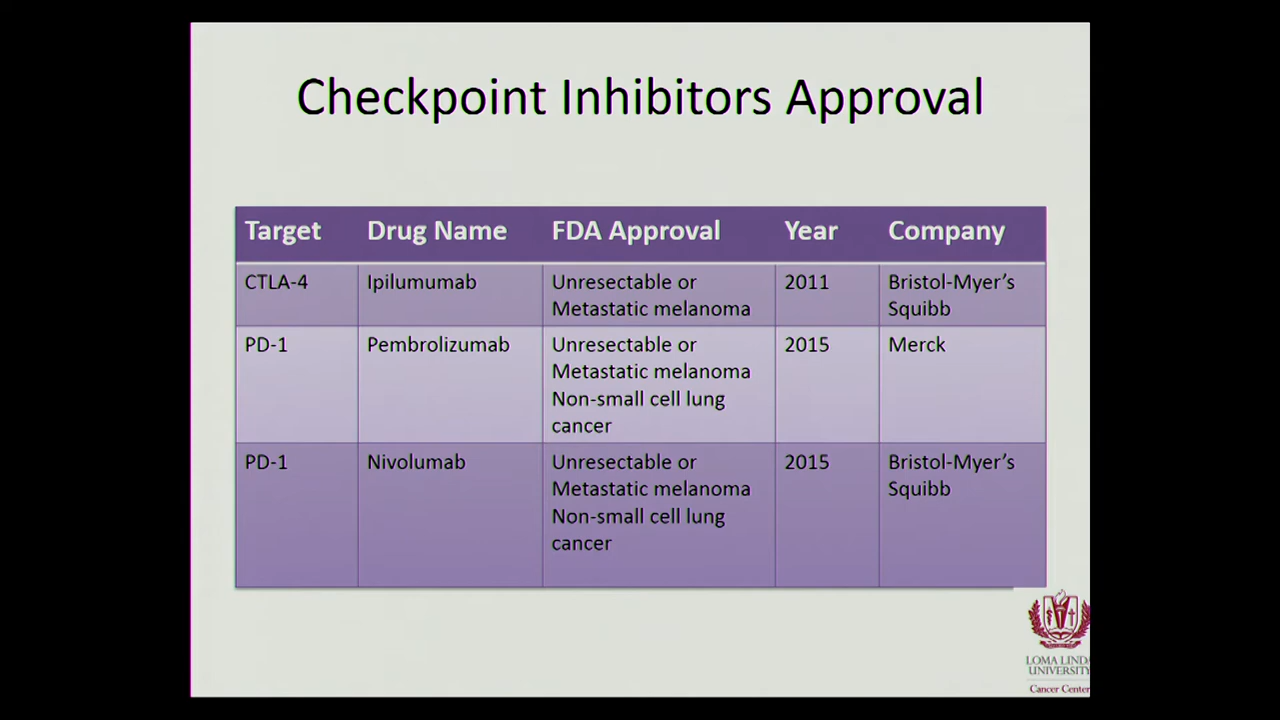 Checkpoint Inhibitors Approval
Target Drug Name FDA Approval Year Company
CTLA-4 Ipilumumab Unresectable or 2011 Bristol-Myer's
Metastatic melanoma Squibb
PD-1 Pembrolizumab Unresectable or 2015 Merck
Metastatic melanoma
Non-small cell lung
cancer
PD-1 Nivolumab Unresectable or 2015 Bristol-Myer's
Metastatic melanoma Squibb
Non-small cell lung
cancer
LOMA LINDA
UNIVERSITY
Cancer Center